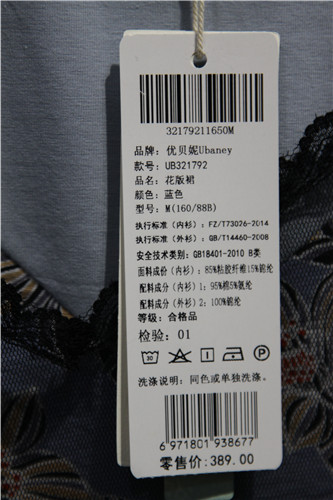 32179211650M
品牌：优贝妮Ubaney
款号：UB321792
品名：花版裙
颜色：蓝色
型号：M(160/88B)
执行标准（内衫）：FZ/T73026-2014
执行标准（外衫）：GB/T14460-2008
安全技术类别：GB18401-2010 B类
面料成份（内衫）：85%粘胶纤维15%锦纶
配料成分（内衫）1：95%棉5%氨纶
配料成分（外衫）2：100%锦纶
等级：合格品
检验：01
30
P
洗涤说明：同色或单独洗涤。
6 971801 938677
零售价:389.00